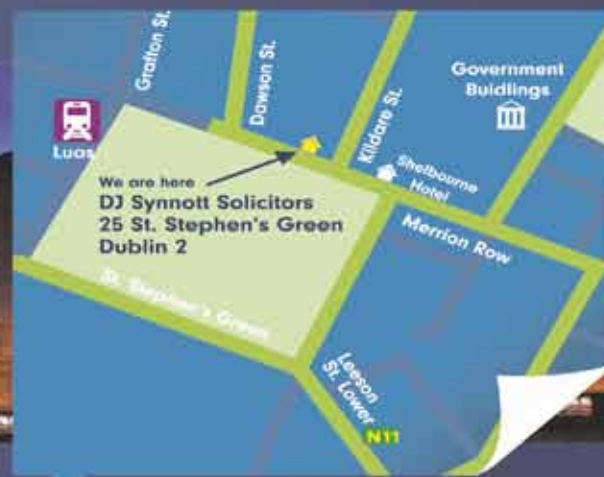 Grafton St.
Dawson St.
Kildare St.
Government
Buidlings
Luas
Shelbourne
Hotel
We are here
DJ Synnott Solicitors
25 St. Stephen's Green
Dublin 2
Merrion Row
St. Stephen's Green
Leeson
St. Lower
N11